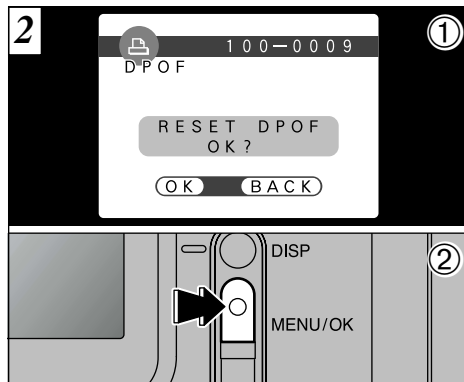 2
①
100-0009
DPOF
RESET DPOF
OK?
OK BACK
②
DISP
MENU/OK